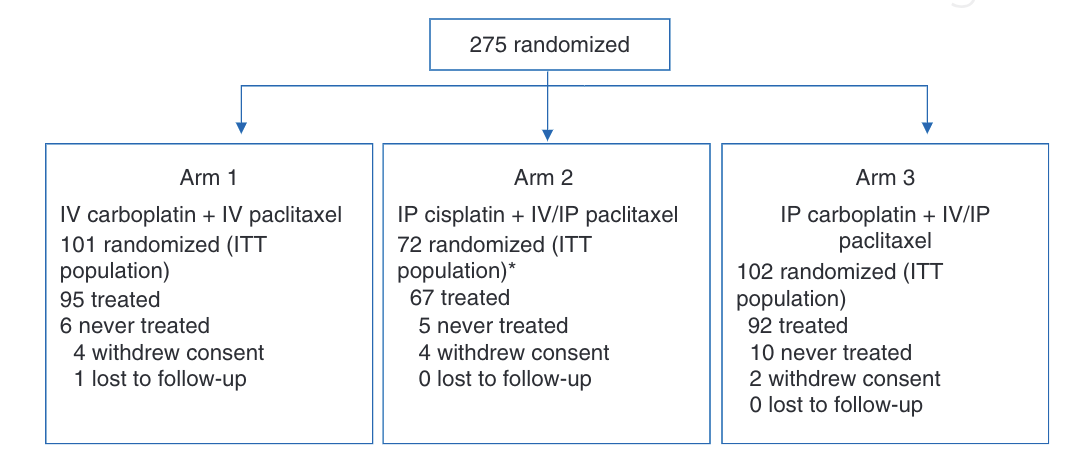 275 randomized
Arm 1
IV carboplatin + IV paclitaxel
101 randomized (ITT
population)
95 treated
6 never treated
4 withdrew consent
1 lost to follow-up
Arm 2
IP cisplatin + IV/IP paclitaxel
72 randomized (ITT
population)*
67 treated
5 never treated
4 withdrew consent
0 lost to follow-up
Arm 3
IP carboplatin + IV/IP
paclitaxel
102 randomized (ITT
population)
92 treated
10 never treated
2 withdrew consent
0 lost to follow-up